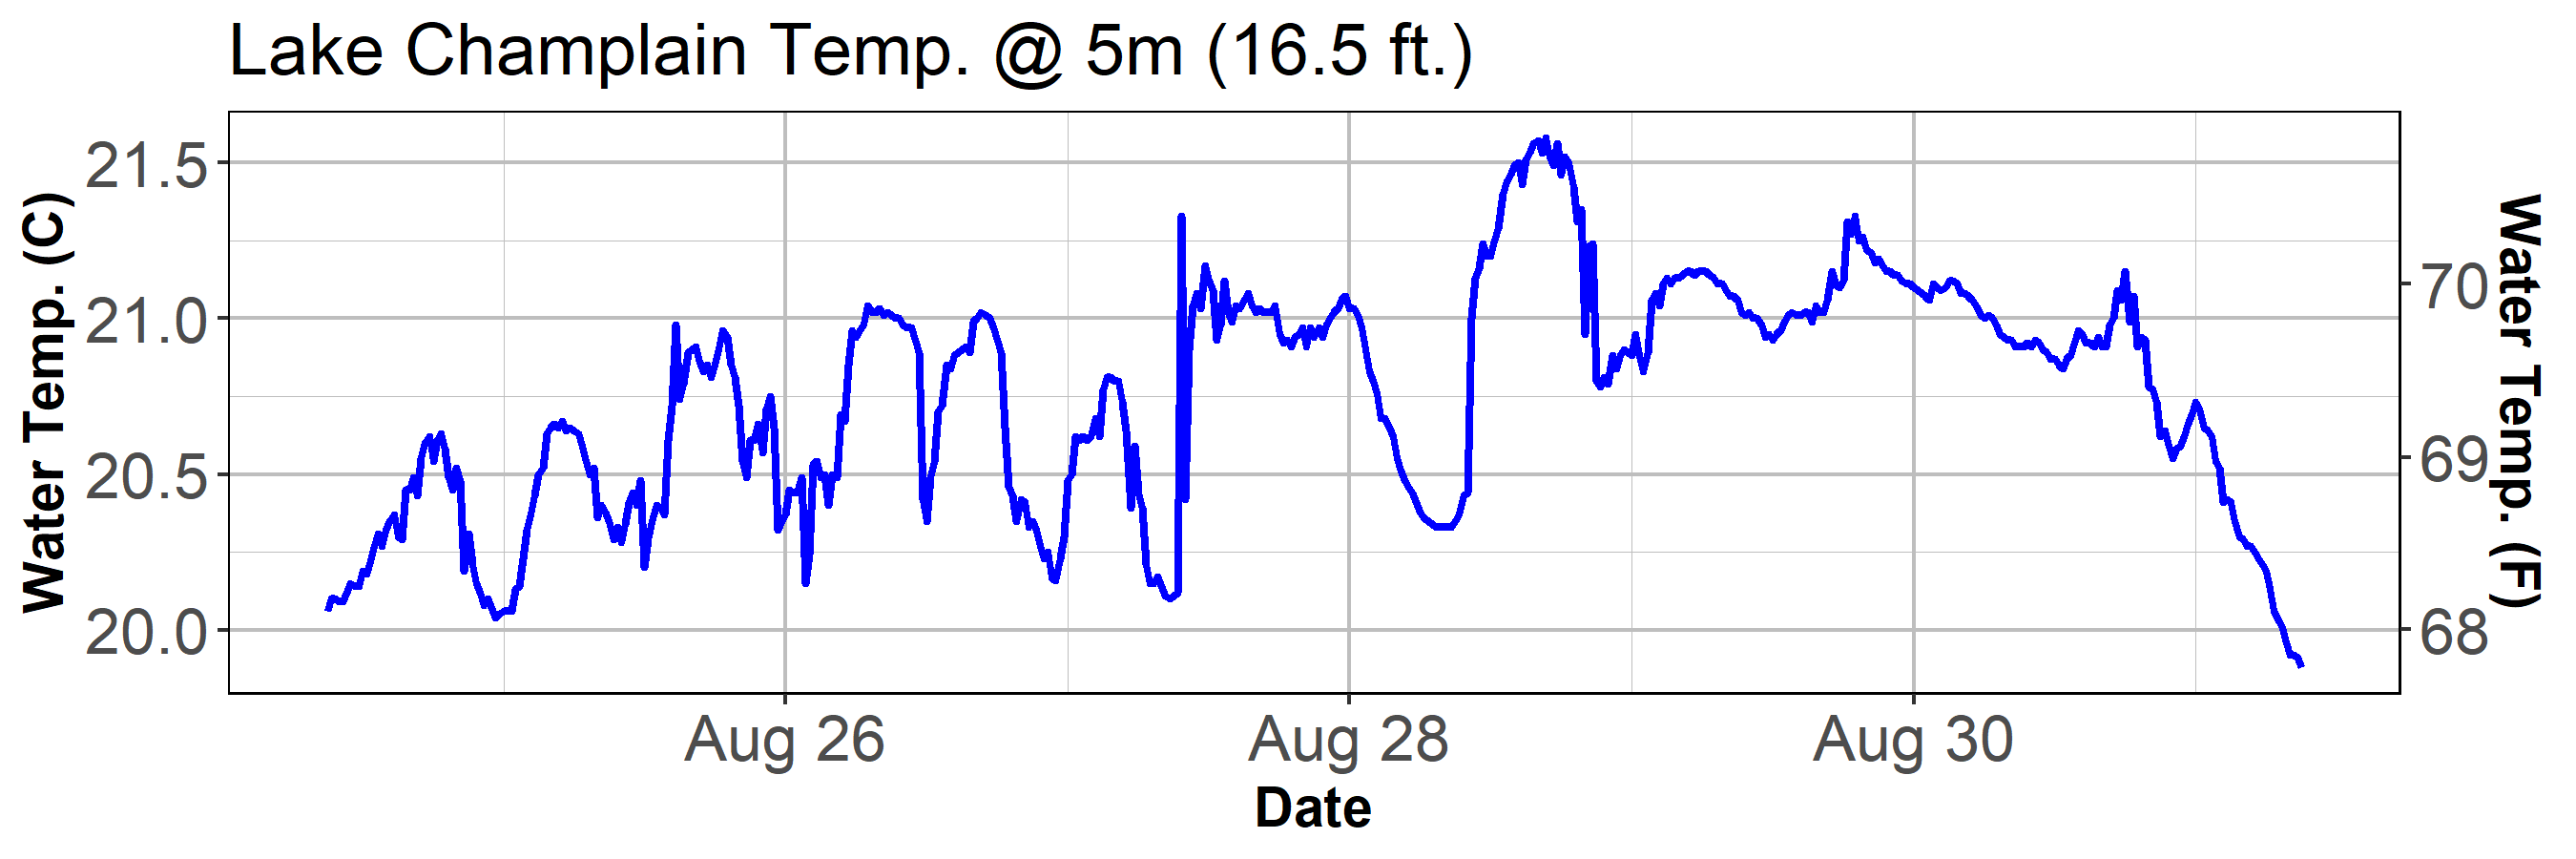 Lake Champlain Temp. @ 5m (16.5 ft.)
Water Temp. (C)
21.5
21.0
20.5
20.0
70
69
68
Water Temp. (F)
Aug 26
Aug 28
Aug 30
Date